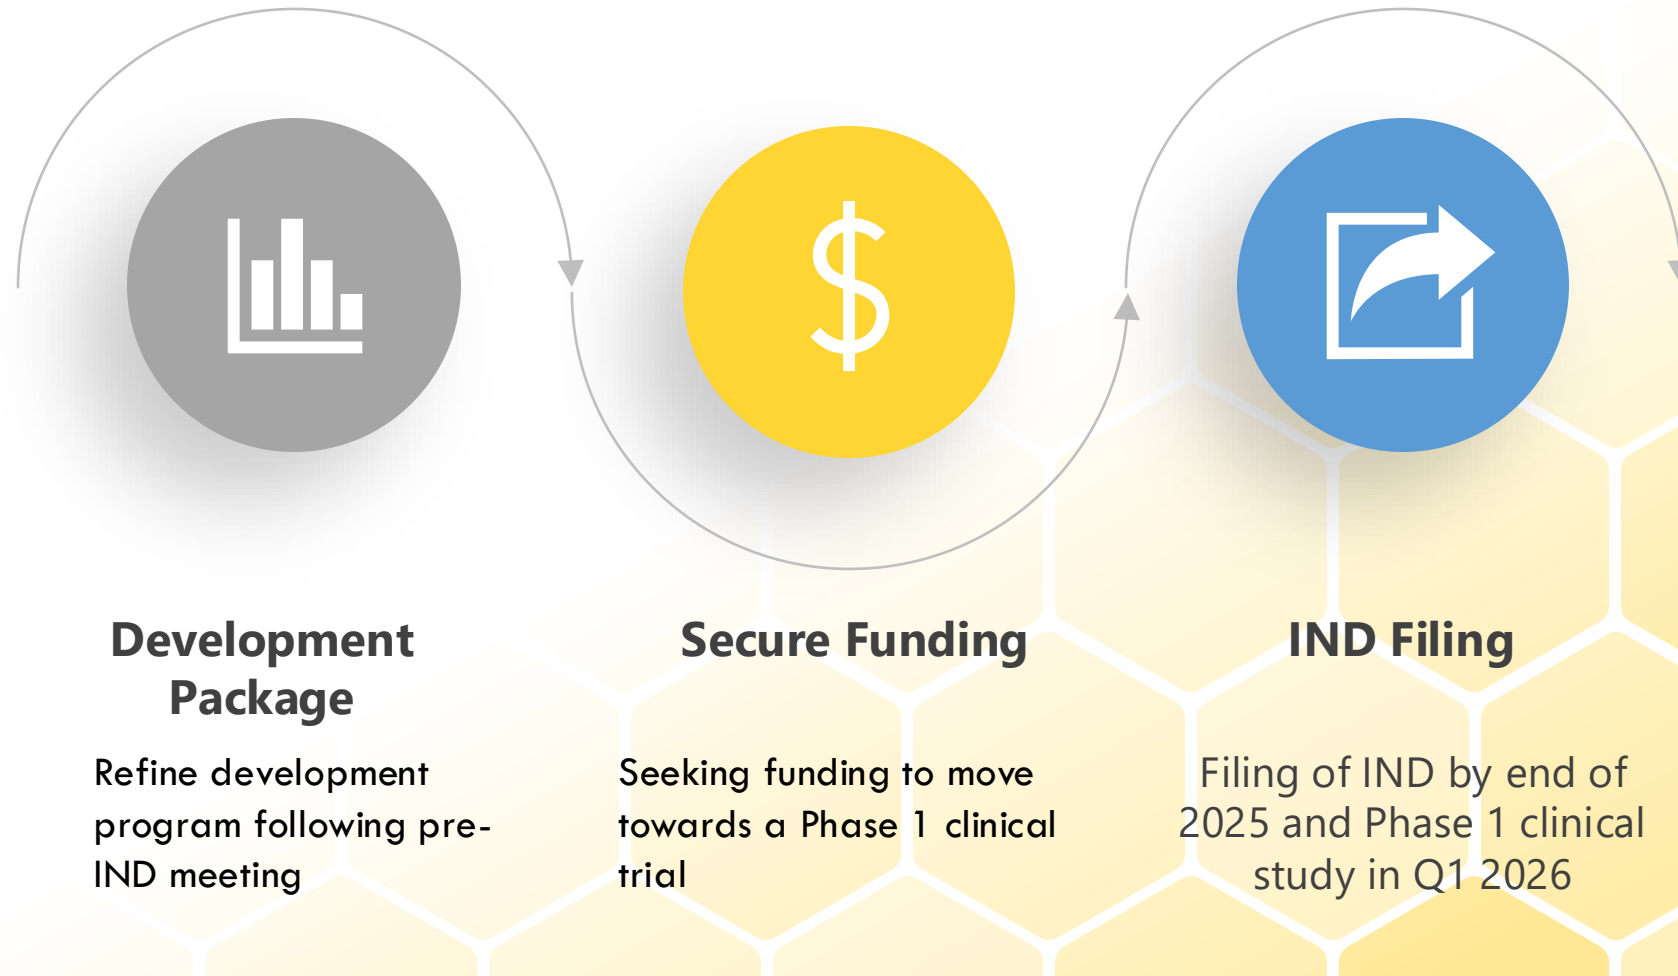 Development
Package
Refine development
program following pre-
IND meeting
Secure Funding
Seeking funding to move
towards a Phase 1 clinical
trial
IND Filing
Filing of IND by end of
2025 and Phase 1 clinical
study in Q1 2026